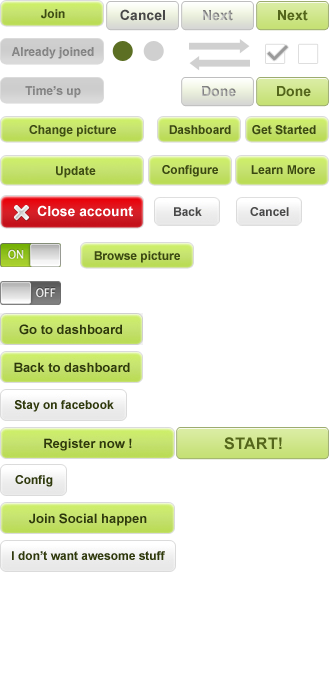 Join
Cancel
Next
Next
Already joined
Time's up
Done
Done
Change picture
Dashboard
Get Started
Update
Configure
Learn More
Close account
Back
Cancel
ON
Browse picture
OFF
Go to dashboard
Back to dashboard
Stay on facebook
Register now !
START!
Config
Join Social happen
I don't want awesome stuff